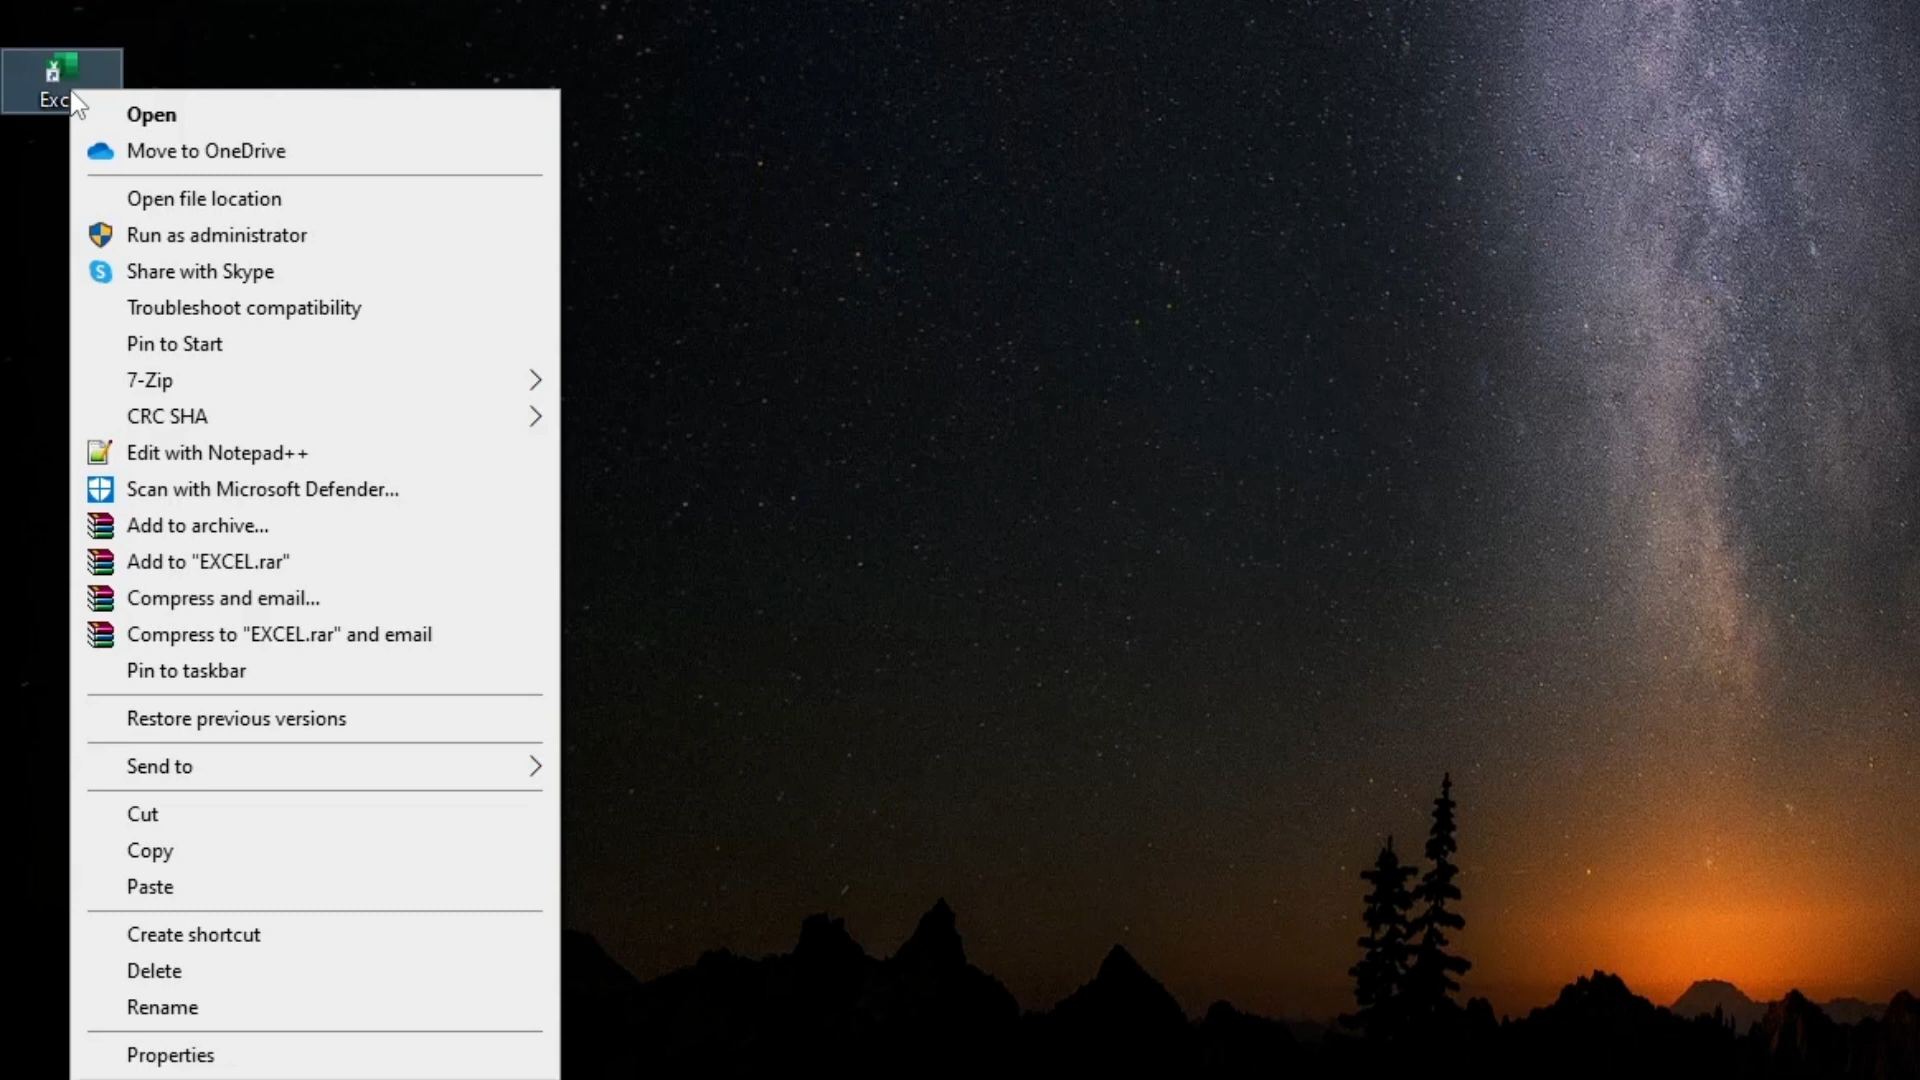 Exc
Open
Move to OneDrive
Open file location
Run as administrator
Share with Skype
Troubleshoot compatibility
Pin to Start
7-Zip
CRC SHA
Edit with Notepad++
Scan with Microsoft Defender...
Add to archive...
Add to "EXCEL.rar"
Compress and email...
Compress to "EXCEL.rar" and email
Pin to taskbar
Restore previous versions
Send to
Cut
Copy
Paste
Create shortcut
Delete
Rename
Properties